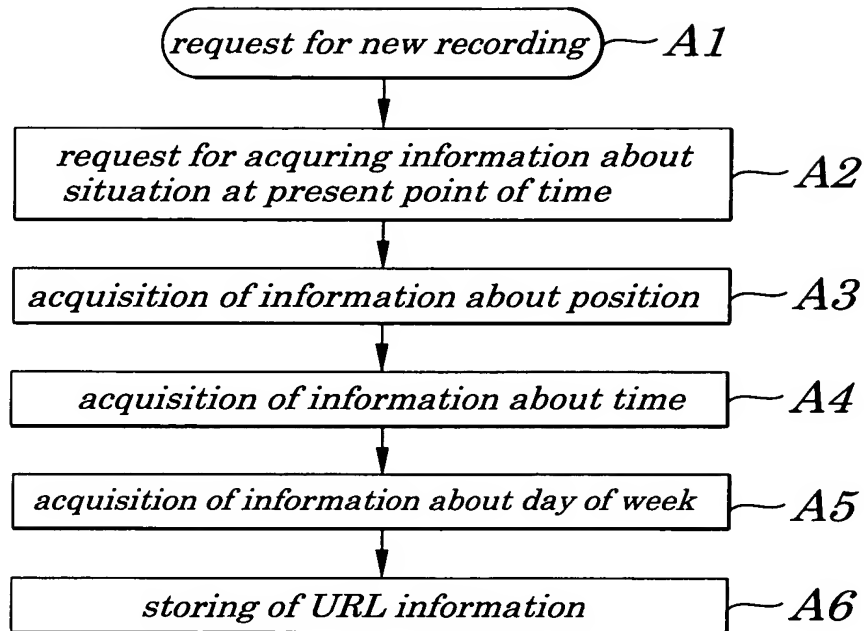 request for new recording A1
request for acquring information about A2
situation at present point of time
acquisition of information about position A3
acquisition of information about time A4
acquisition of information about day of week A5
storing of URL information A6